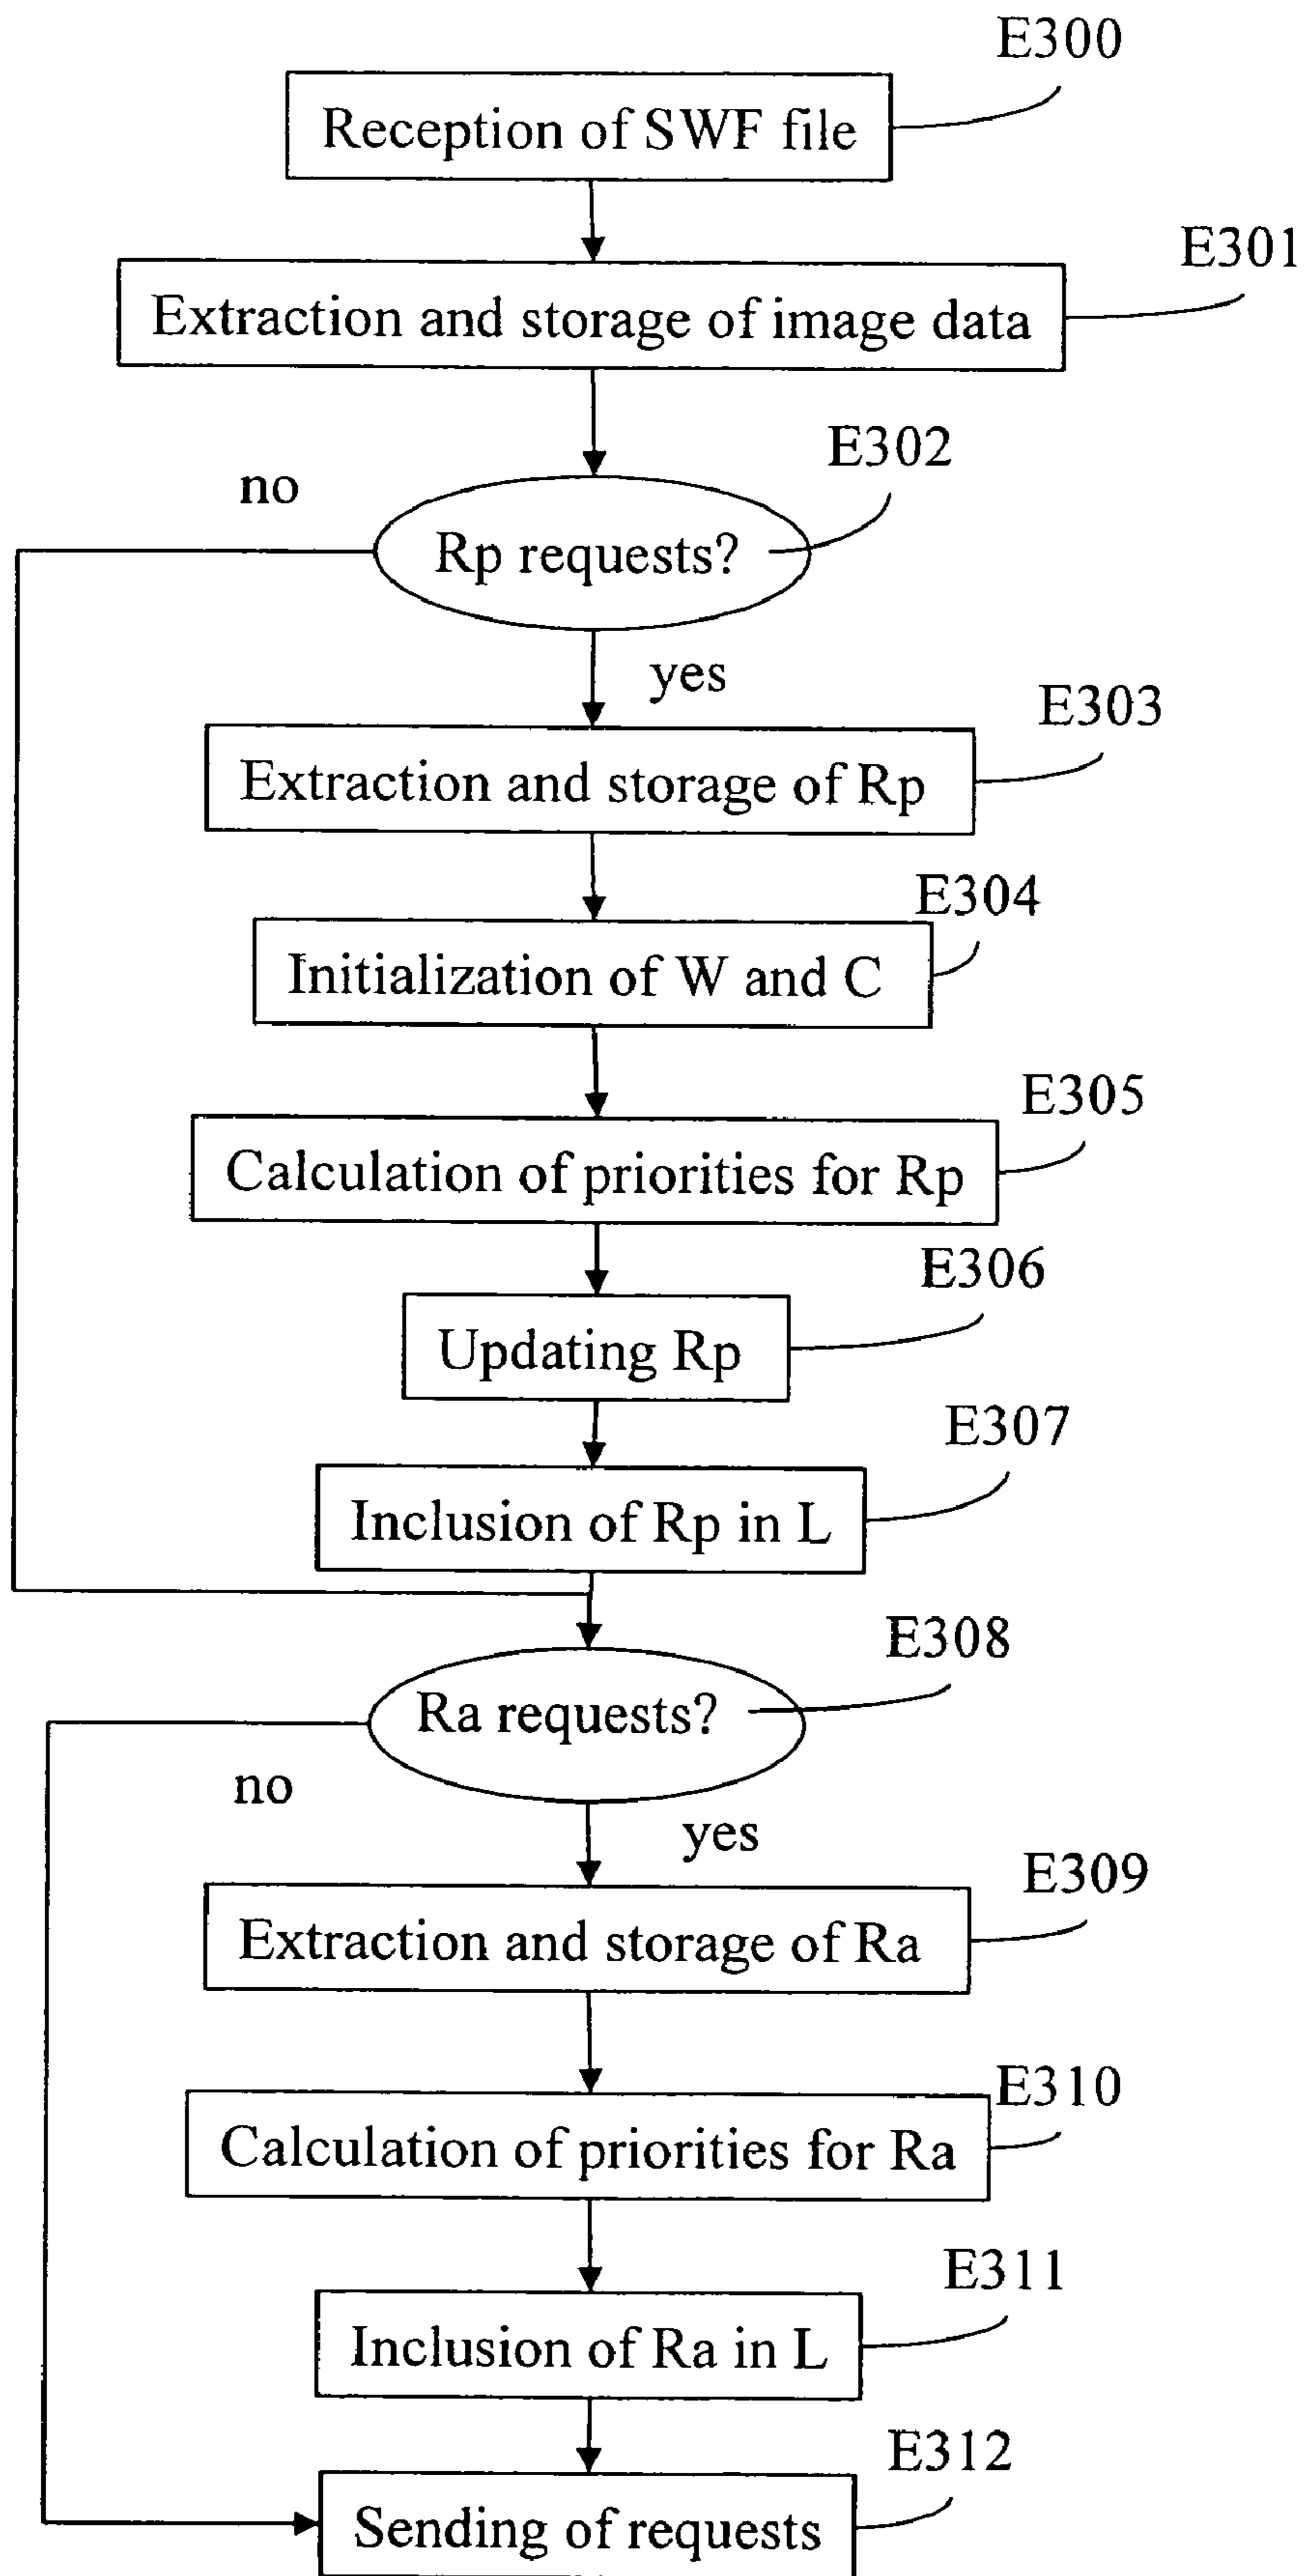 E300
Reception of SWF file
E301
Extraction and storage of image data
E302
no
Rp requests?
yes
E303
Extraction and storage of Rp
E304
Initialization of W and C
E305
Calculation of priorities for Rp
E306
Updating Rp
E307
Inclusion of Rp in L
E308
Ra requests?
no
yes
E309
Extraction and storage of Ra
E310
Calculation of priorities for Ra
E311
Inclusion of Ra in L
E312
Sending of requests